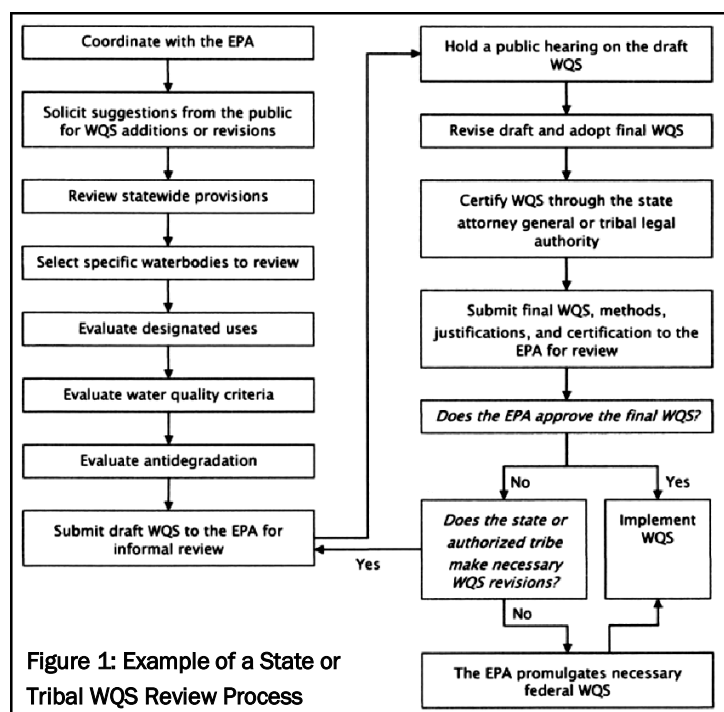 Coordinate with the EPA
Solicit suggestions from the public
for WQS additions or revisions
Review statewide provisions
Select specific waterbodies to review
Evaluate designated uses
Evaluate water quality criteria
Evaluate antidegradation
Submit draft WQS to the EPA for
informal review
Hold a public hearing on the draft
WQS
Revise draft and adopt final WQS
Certify WQS through the state
attorney general or tribal legal
authority
Submit final WQS, methods,
justifications, and certification to the
EPA for review
Does the EPA approve the final WQS?
No
Yes
Does the state or
authorized tribe
make necessary
WQS revisions?
Implement
WQS
Yes
No
The EPA promulgates necessary
federal WQS
Figure 1: Example of a State or
Tribal WQS Review Process